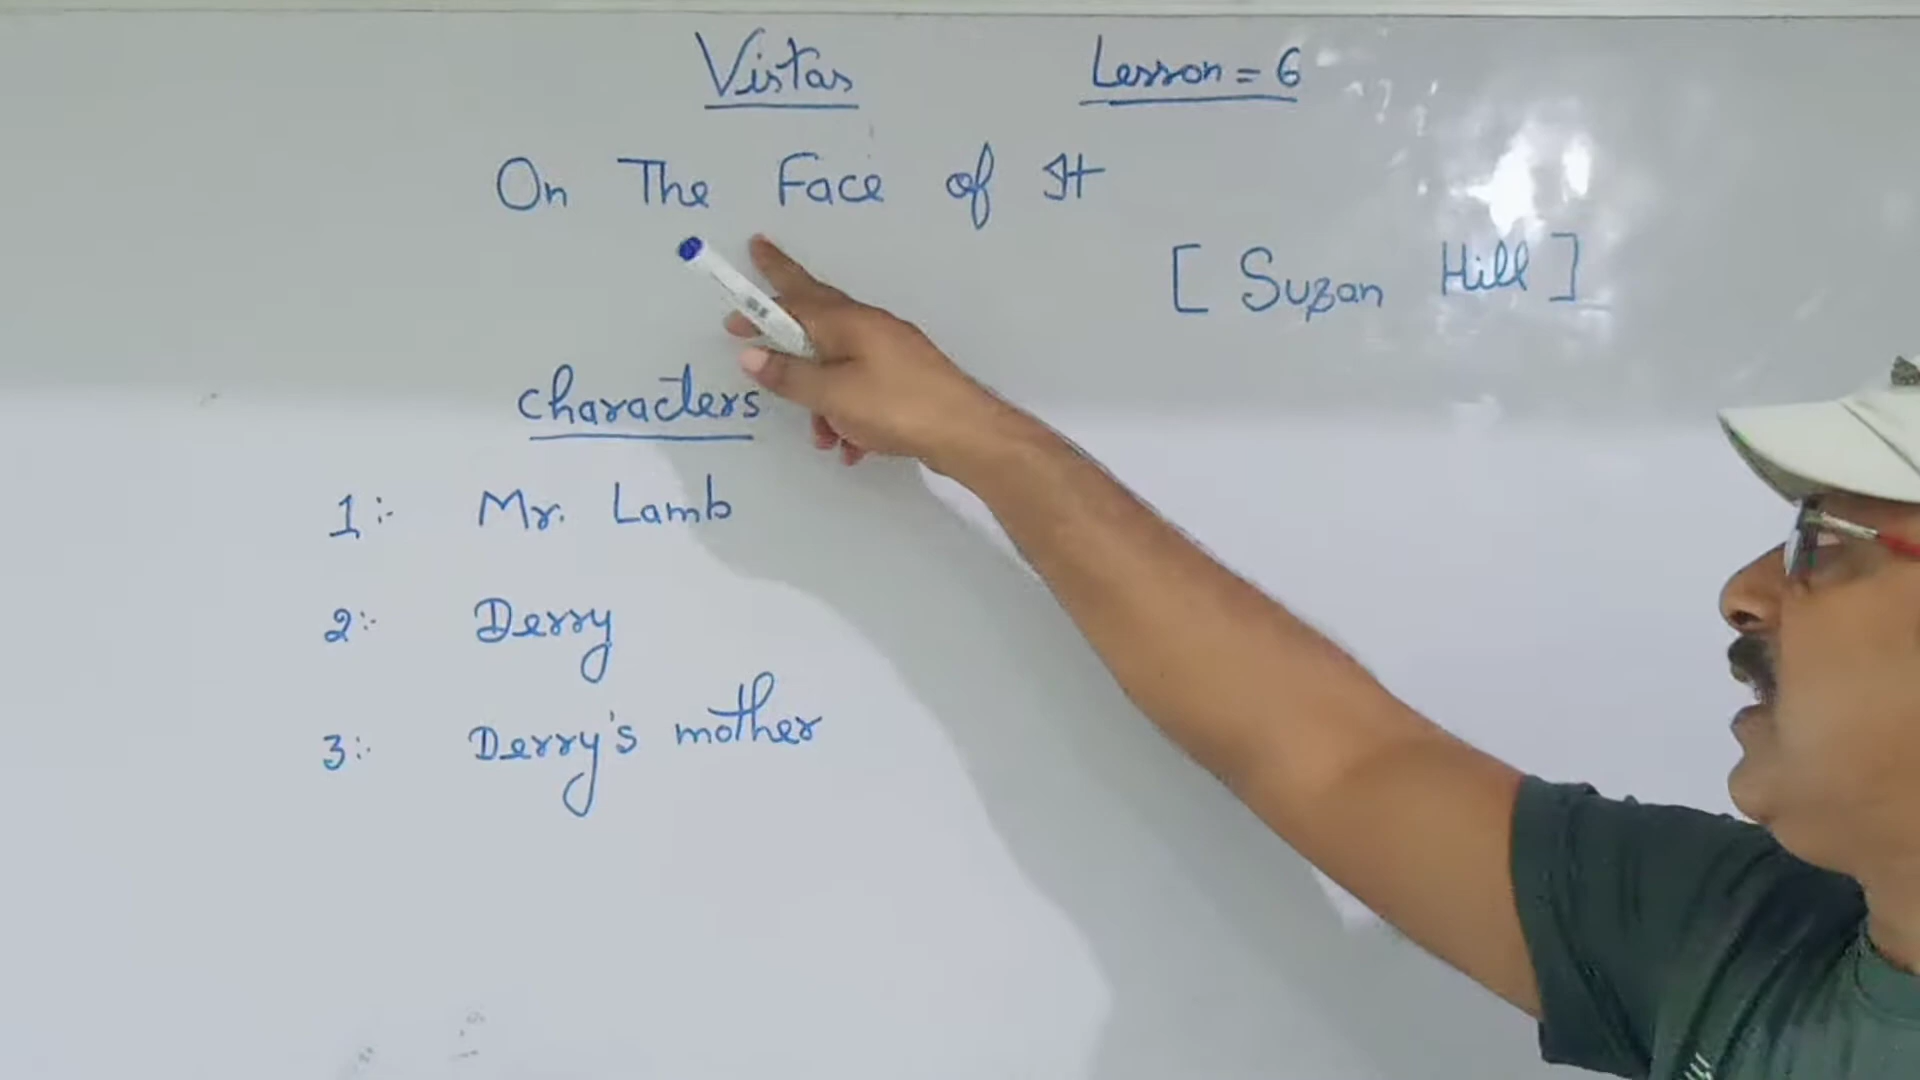 Vistas Lesson = 6
On The Face of It
[ Suzan Hill ]
characters
1:- Mr. Lamb
2:- Derry
3:- Derry's mother